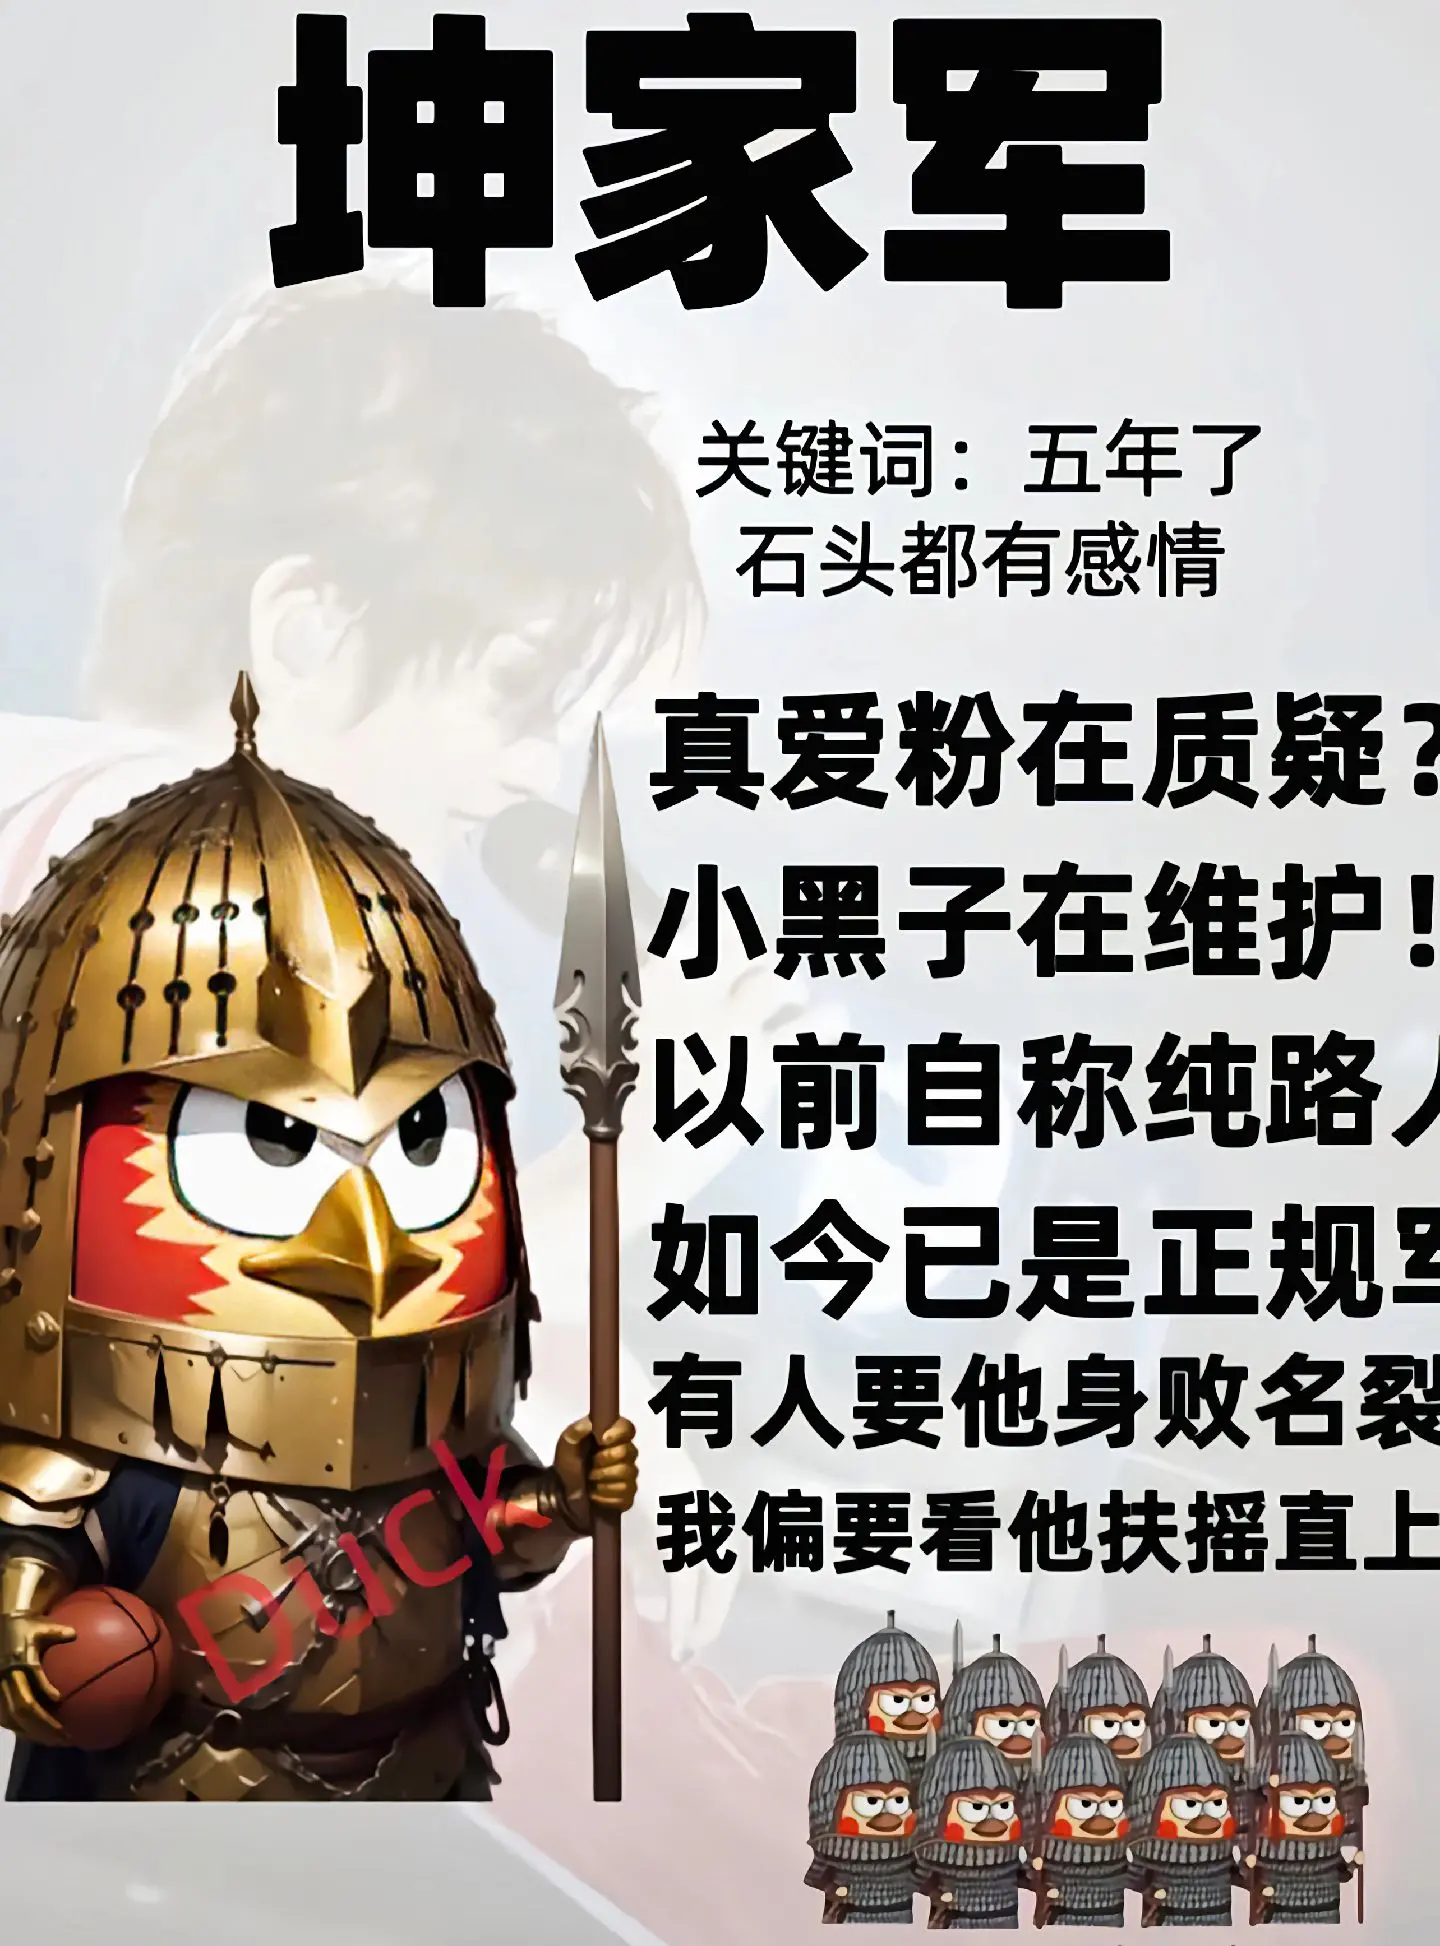 坤家军
关键词：五年了
石头都有感情
真爱粉在质疑?
小黑子在维护!
以前自称纯路人
如今已是正规军
有人要他身败名裂
我偏要看他扶摇直上
Duck